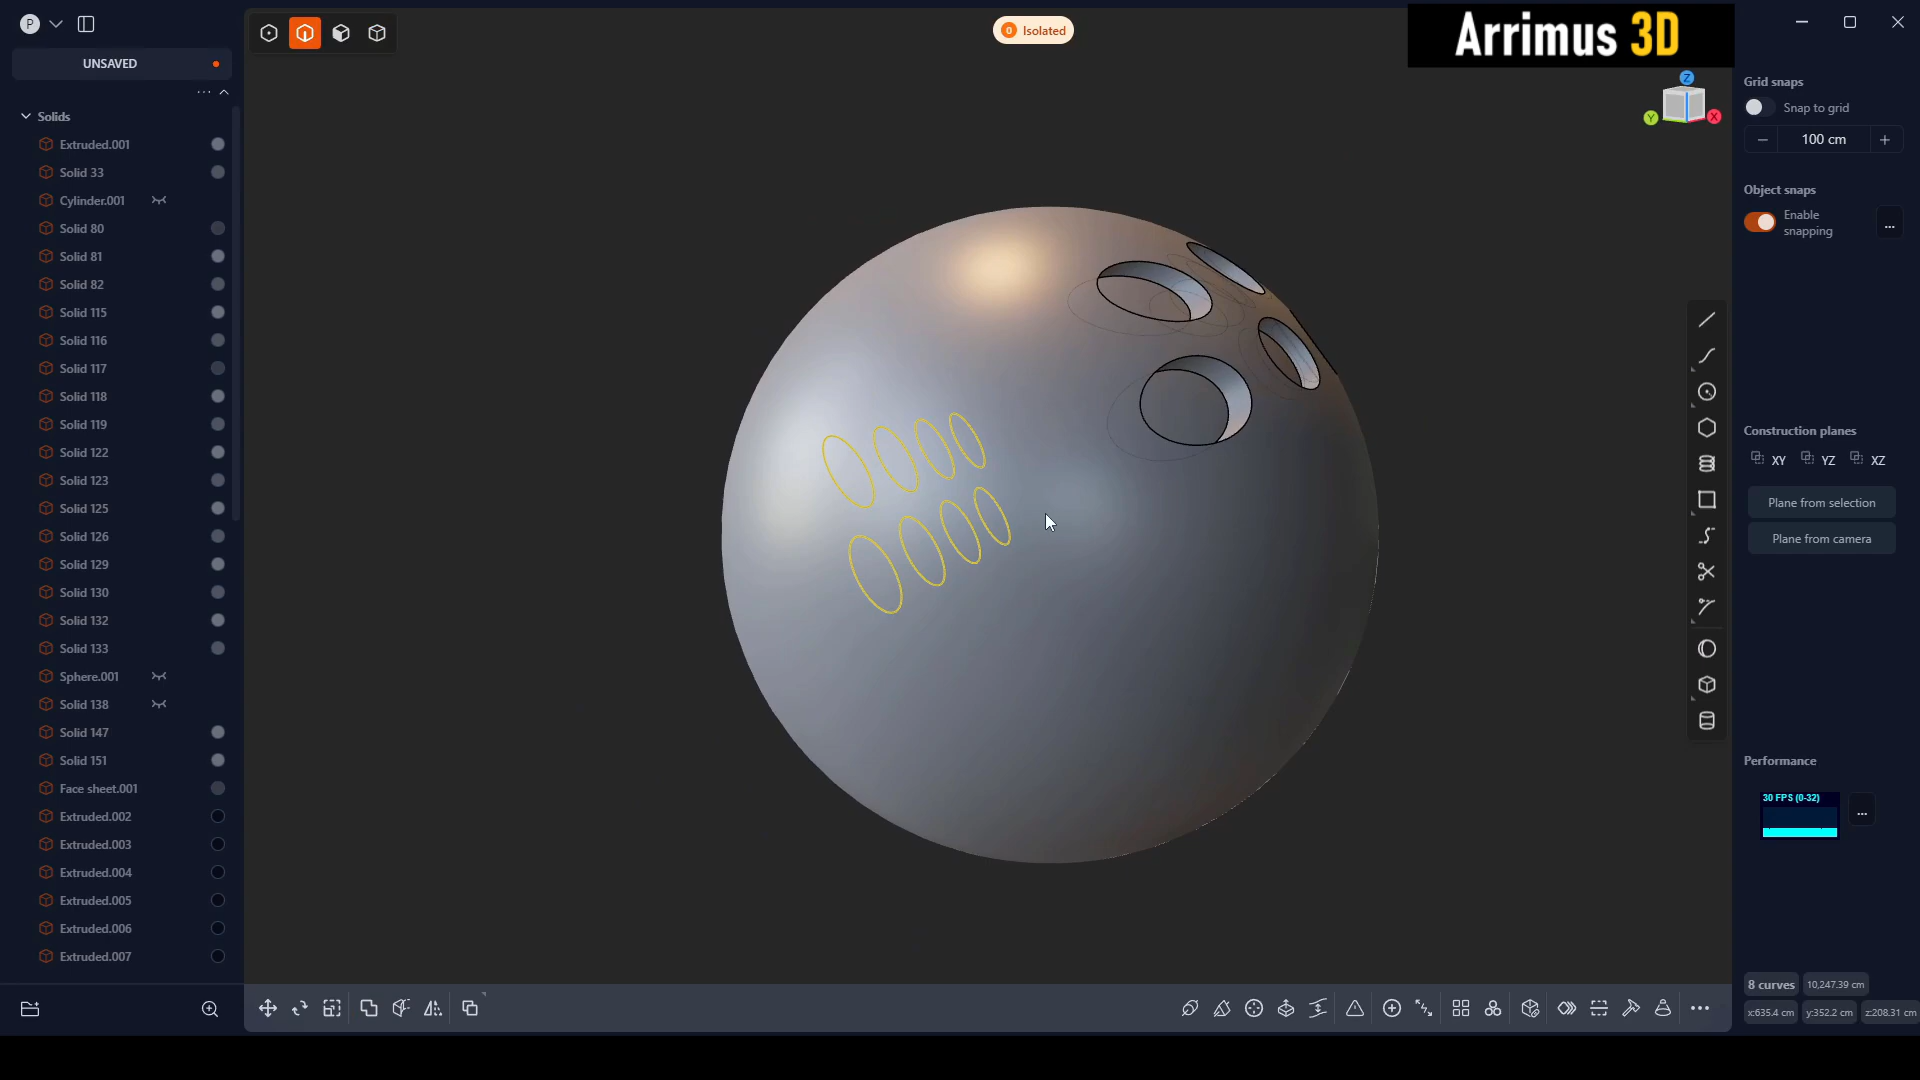 P
UNSAVED
Solids
Extruded.001
Solid 33
Cylinder.001
Solid 80
Solid 81
Solid 82
Solid 115
Solid 116
Solid 117
Solid 118
Solid 119
Solid 122
Solid 123
Solid 125
Solid 126
Solid 129
Solid 130
Solid 132
Solid 133
Sphere.001
Solid 138
Solid 147
Solid 151
Face sheet.001
Extruded.002
Extruded.003
Extruded.004
Extruded.005
Extruded.006
Extruded.007
0 Isolated
Arrimus 3D
Z
Y
X
Grid snaps
Snap to grid
100 cm
Object snaps
Enable
snapping
...
Construction planes
XY YZ XZ
Plane from selection
Plane from camera
Performance
30 FPS (0-32)
...
8 curves 10,247.39 cm
x:635.4 cm y:352.2 cm z:208.31 cm